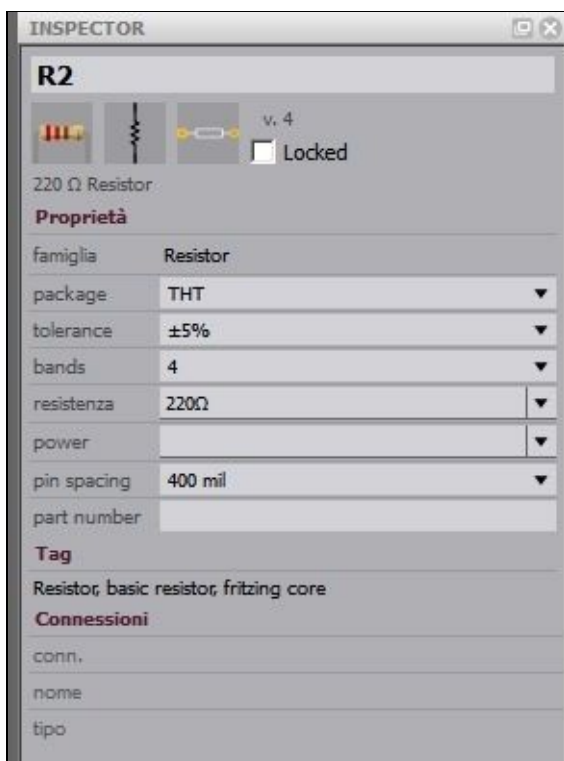 INSPECTOR
R2
v. 4
Locked
220 Ω Resistor
Proprietà
famiglia Resistor
package THT
tolerance ±5%
bands 4
resistenza 220Ω
power
pin spacing 400 mil
part number
Tag
Resistor, basic resistor, fritzing core
Connessioni
conn.
nome
tipo